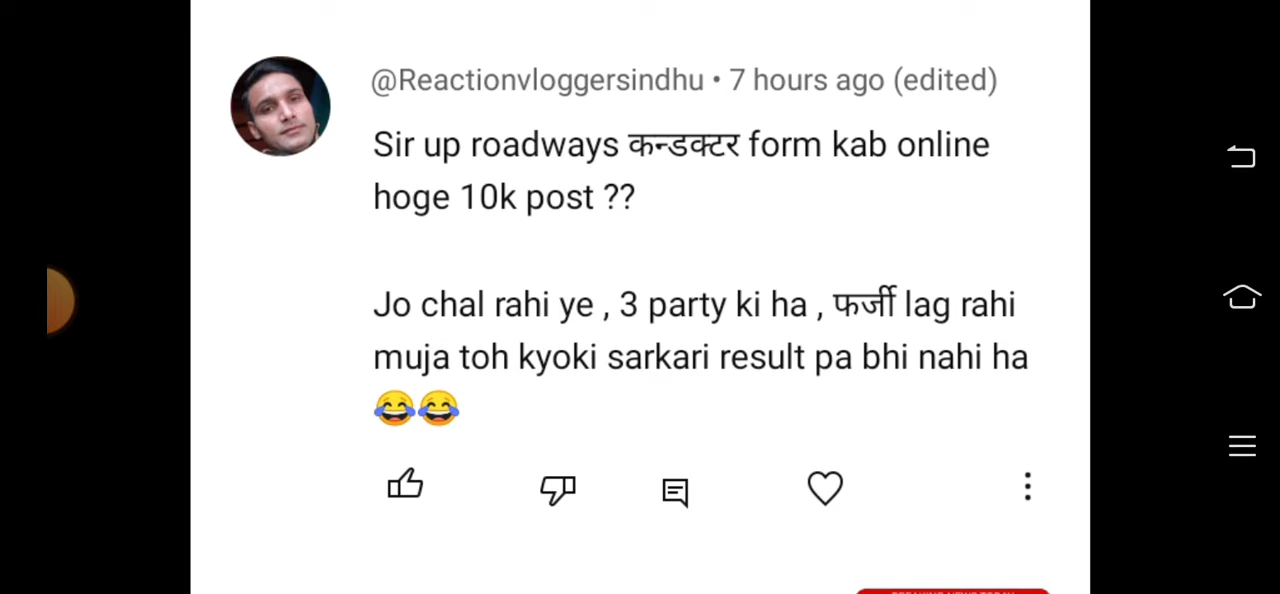 @Reactionvloggersindhu • 7 hours ago (edited)
Sir up roadways कन्डक्टर form kab online
hoge 10k post ??
Jo chal rahi ye , 3 party ki ha , फर्जी lag rahi
muja toh kyoki sarkari result pa bhi nahi ha
😂😂